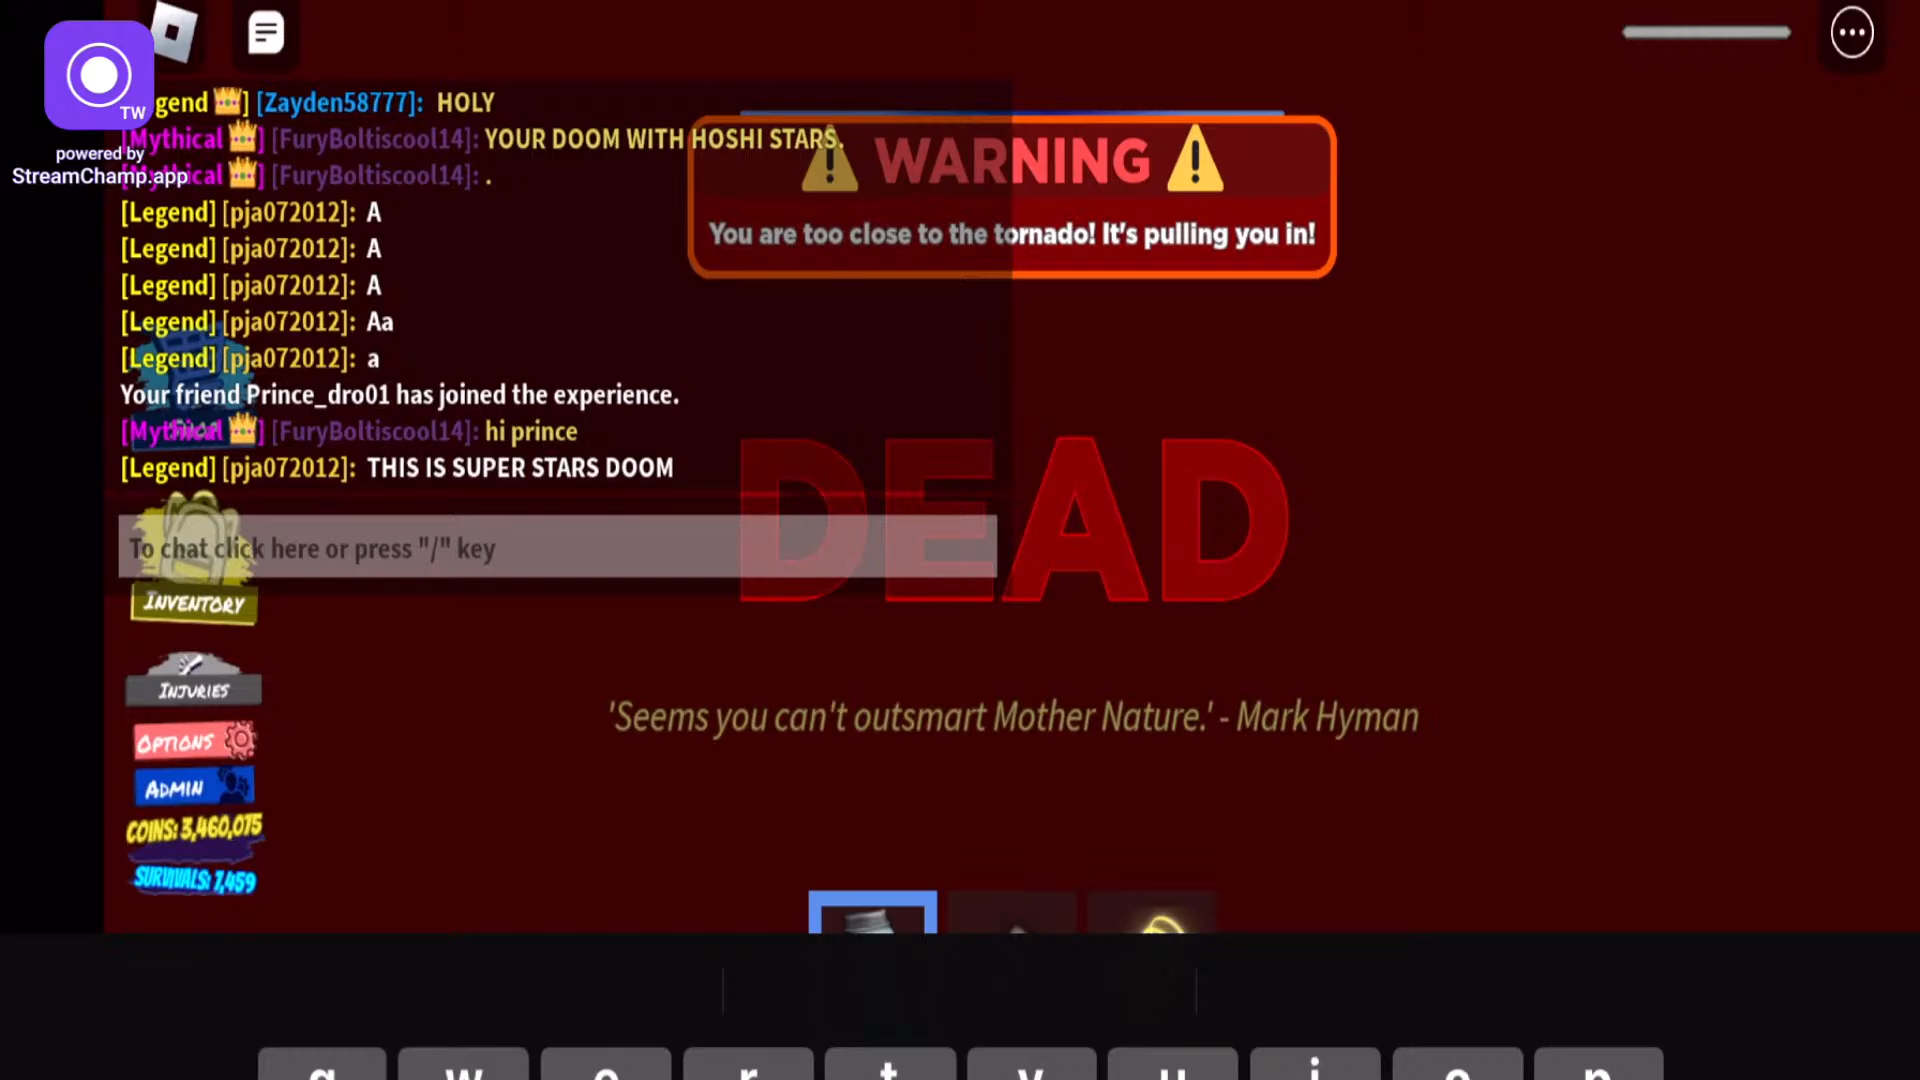 TW
powered by
StreamChamp.app
gend 👑] [Zayden58777]: HOLY
[Mythical 👑] [FuryBoltiscool14]: YOUR DOOM WITH HOSHI STARS.
ical 👑] [FuryBoltiscool14]: .
[Legend] [pja072012]: A
[Legend] [pja072012]: A
[Legend] [pja072012]: A
[Legend] [pja072012]: Aa
[Legend] [pja072012]: a
Your friend Prince_dro01 has joined the experience.
[Mythical 👑] [FuryBoltiscool14]: hi prince
[Legend] [pja072012]: THIS IS SUPER STARS DOOM
To chat click here or press "/" key
⚠️ WARNING ⚠️
You are too close to the tornado! It's pulling you in!
DEAD
'Seems you can't outsmart Mother Nature.' - Mark Hyman
INVENTORY
INJURIES
OPTIONS
ADMIN
COINS: 3,460,075
SURVIVALS: 7,459
q w e r t y u i o p